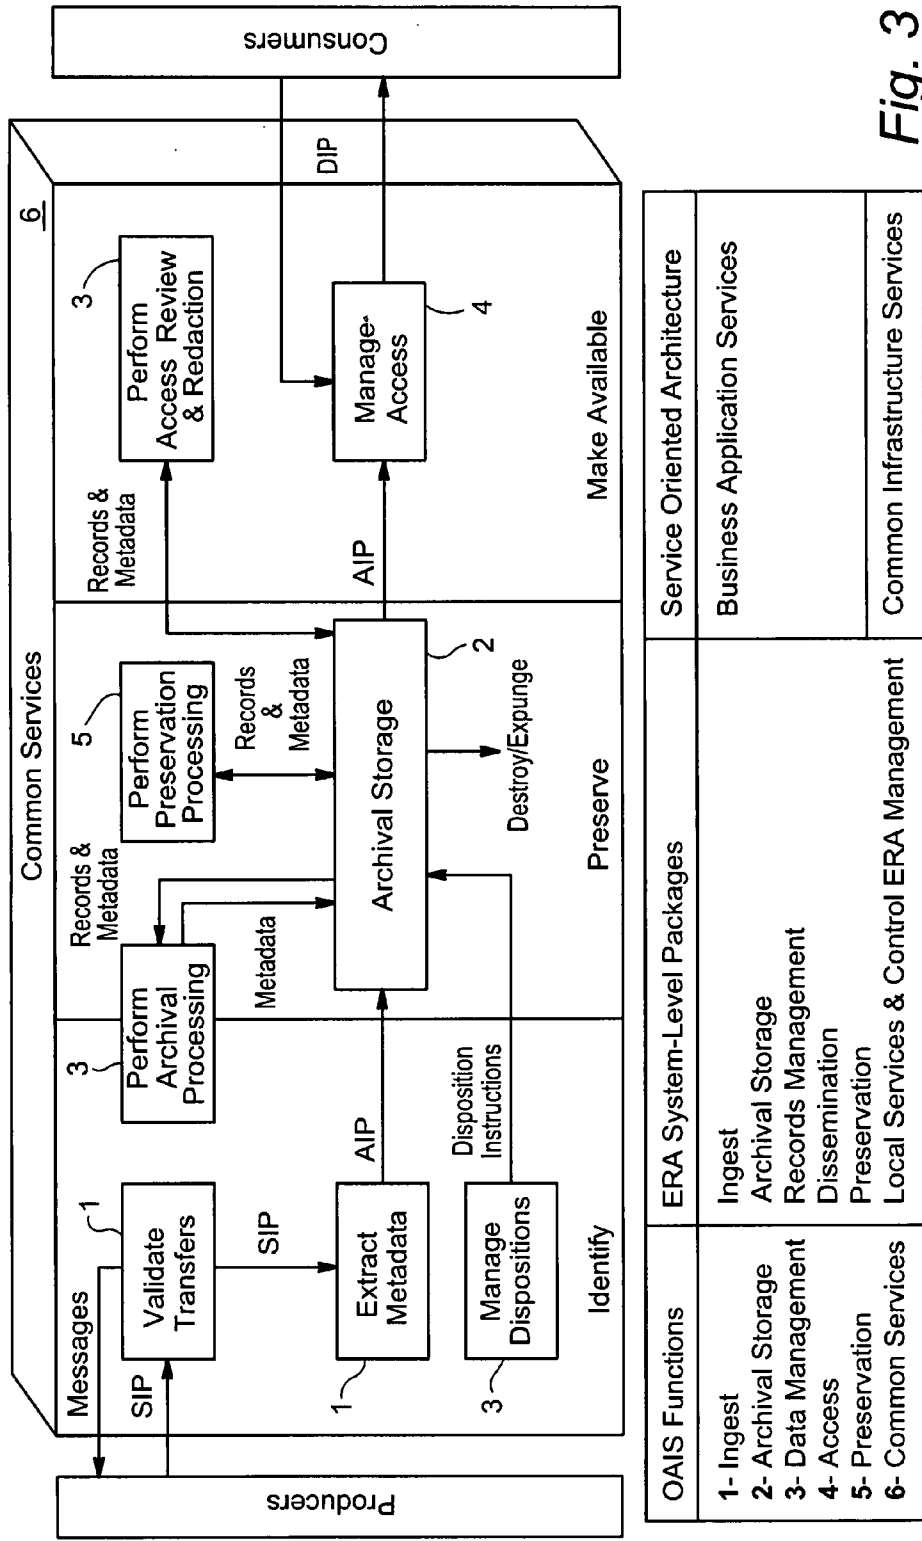 Common Services
6
Producers
Messages
SIP
1
Validate
Transfers
SIP
1
Extract
Metadata
3
Manage
Dispositions
Identify
AIP
Disposition
Instructions
3
Perform
Archival
Processing
Records &
Metadata
Metadata
5
Perform
Preservation
Processing
Records
&
Metadata
Archival Storage
2
Destroy/Expunge
Preserve
Records &
Metadata
3
Perform
Access Review
& Redaction
AIP
Manage-
Access
4
Make Available
DIP
Consumers
OAIS Functions
ERA System-Level Packages
Service Oriented Architecture
1- Ingest
Ingest
Business Application Services
2- Archival Storage
Archival Storage
3- Data Management
Records Management
4- Access
Dissemination
5- Preservation
Preservation
6- Common Services
Local Services & Control ERA Management
Common Infrastructure Services
Fig. 3